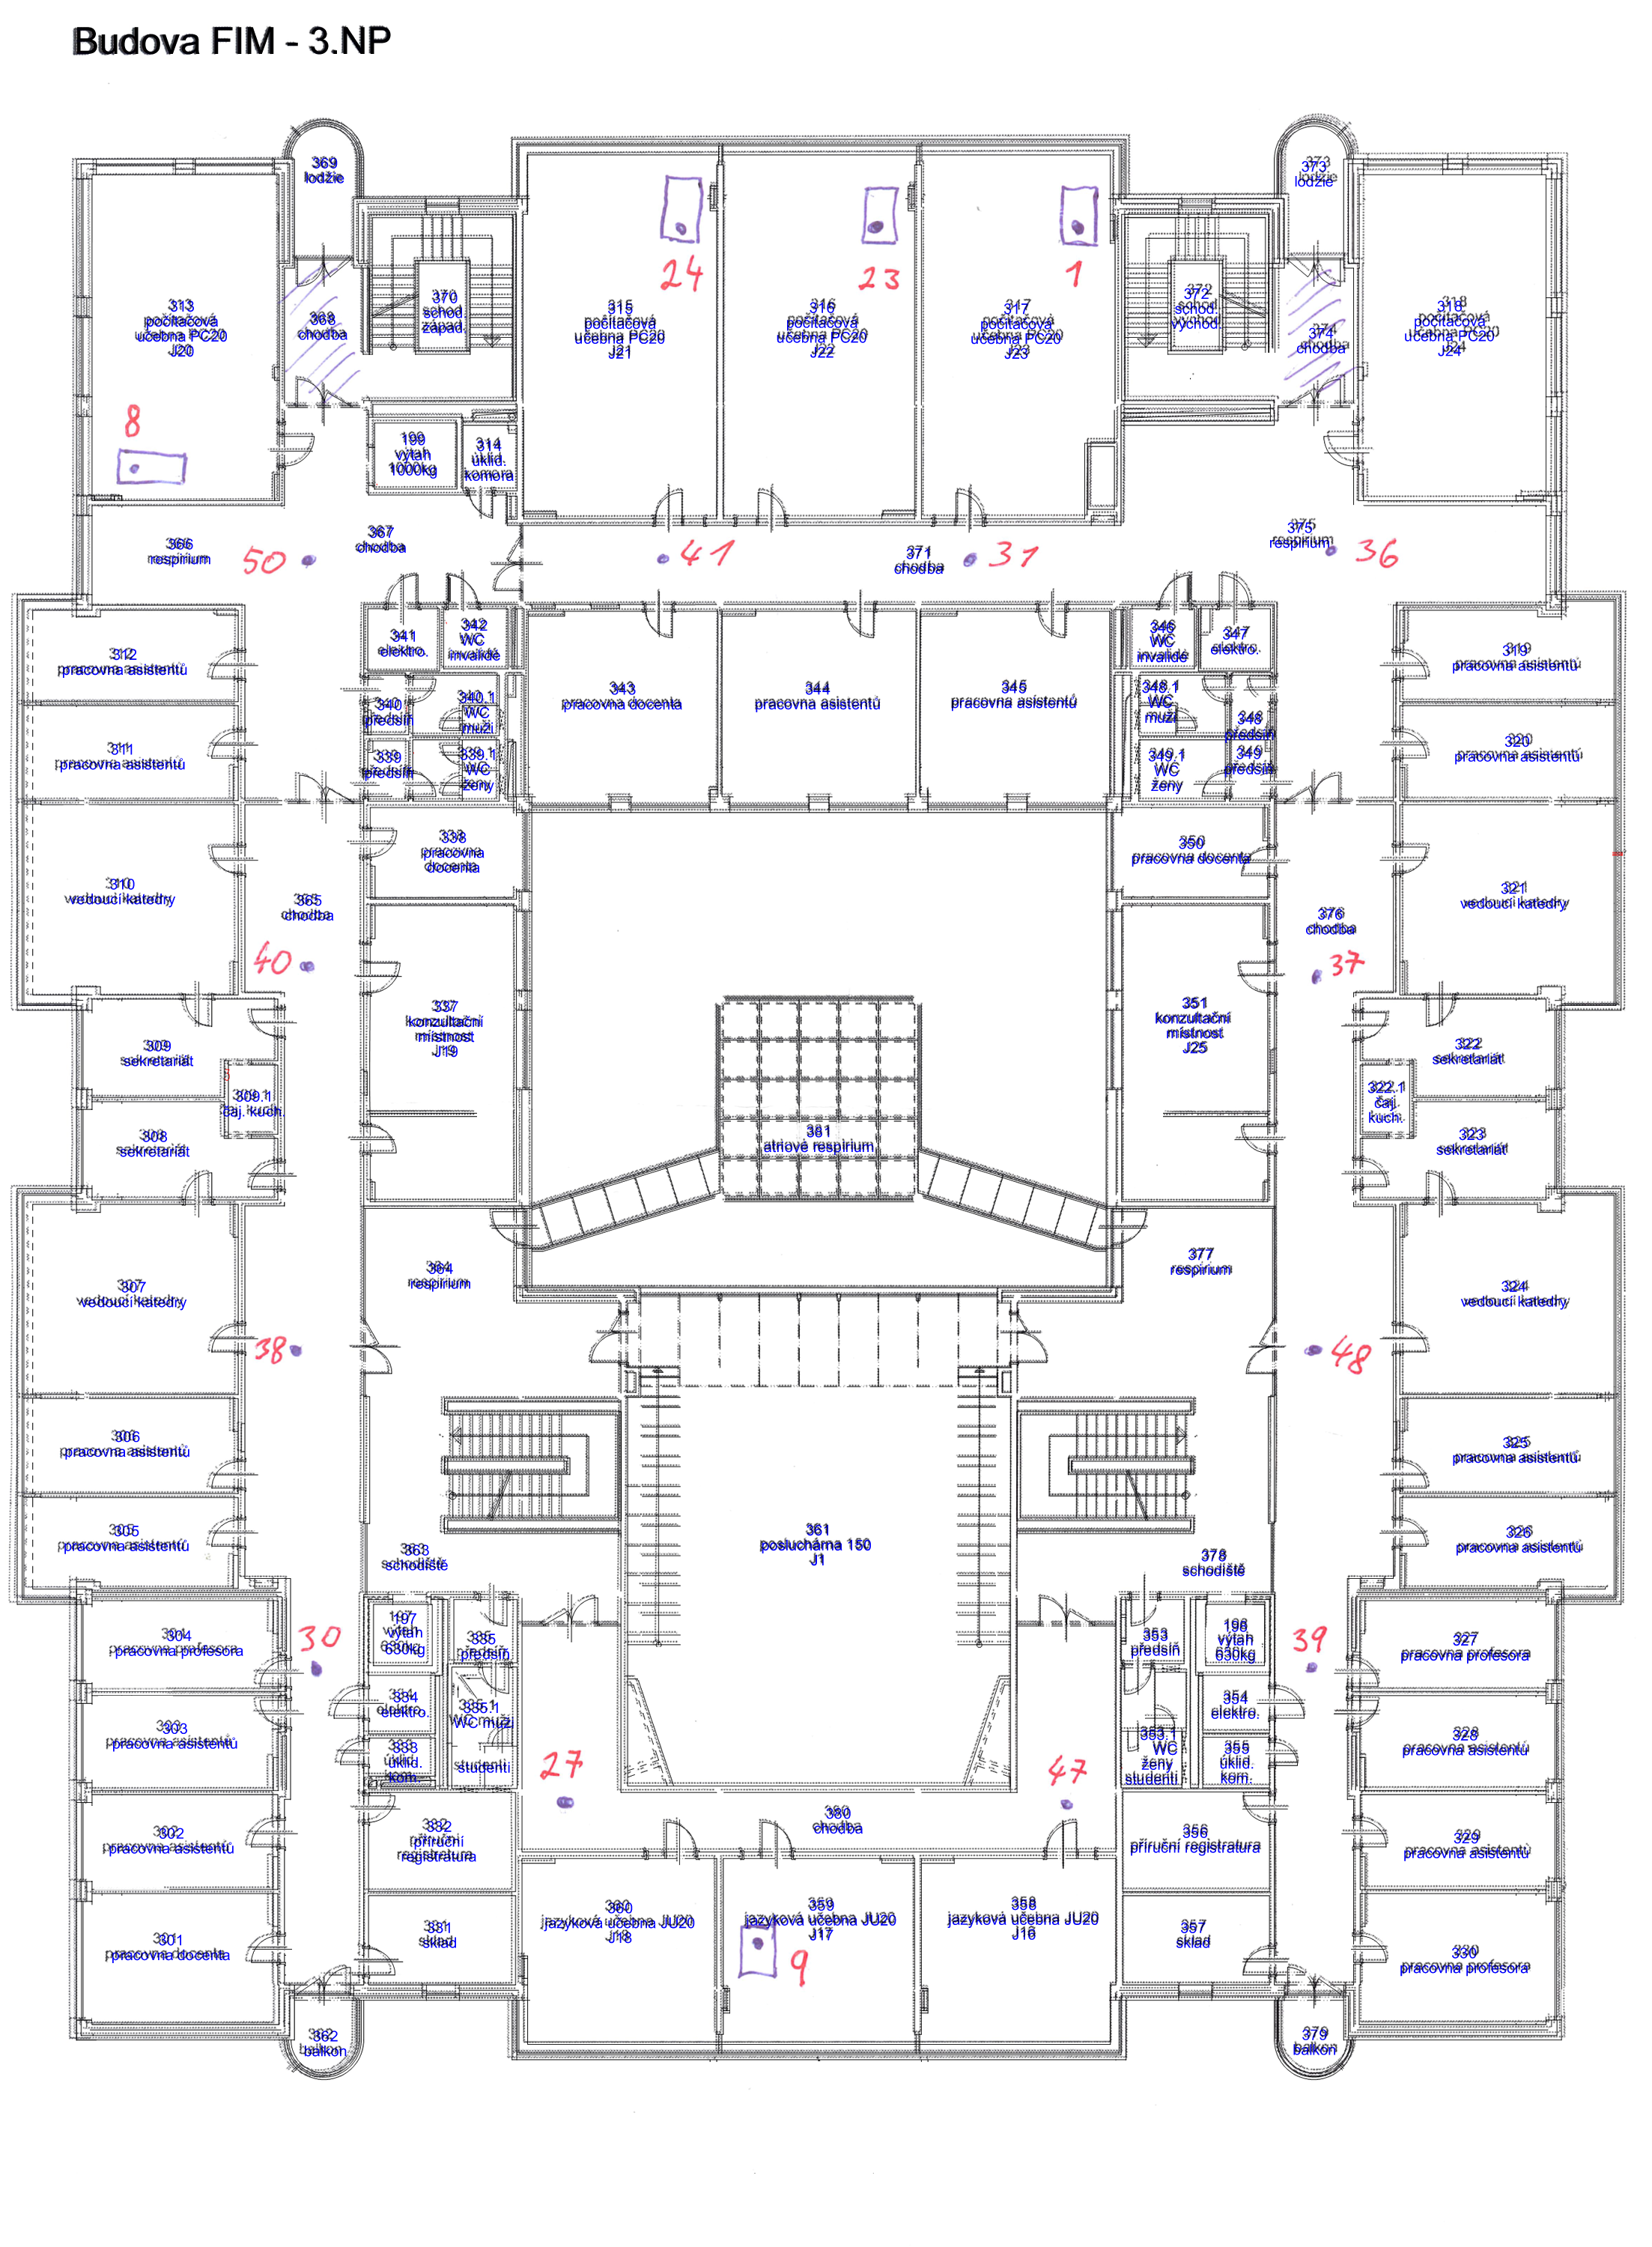 Budova FIM - 3.NP
369
lodžie
373
lodžie
24
23
1
313
počítačová
učebna PC20
J20
368
chodba
370
schod.
západ.
315
počítačová
učebna PC20
J21
316
počítačová
učebna PC20
J22
317
počítačová
učebna PC20
J23
372
schod.
východ.
374
chodba
318
počítačová
učebna PC20
J24
8
199
výtah
1000kg
314
úklid.
komora
366
respirium
50
367
chodba
41
371
chodba
31
375
respirium
36
312
pracovna asistentů
341
elektro.
342
WC
invalidé
346
WC
invalidé
347
elektro.
319
pracovna asistentů
311
pracovna asistentů
340
předsíň
340.1
WC
muži
343
pracovna docenta
344
pracovna asistentů
345
pracovna asistentů
348.1
WC
muži
348
předsíň
320
pracovna asistentů
339
předsíň
339.1
WC
ženy
349.1
WC
ženy
349
předsíň
310
vedoucí katedry
365
chodba
338
pracovna
docenta
350
pracovna docenta
376
chodba
321
vedoucí katedry
40
37
309
sekretariát
337
konzultační
místnost
J19
351
konzultační
místnost
J25
322
sekretariát
309.1
čaj. kuch.
322.1
čaj.
kuch.
308
sekretariát
381
atriové respirium
323
sekretariát
307
vedoucí katedry
364
respirium
377
respirium
324
vedoucí katedry
38
48
306
pracovna asistentů
325
pracovna asistentů
305
pracovna asistentů
363
schodiště
361
posluchárna 150
J1
378
schodiště
326
pracovna asistentů
304
pracovna profesora
30
197
výtah
630kg
335
předsíň
353
předsíň
198
výtah
630kg
39
327
pracovna profesora
303
pracovna asistentů
334
elektro.
335.1
WC muži
studenti
353.1
WC
ženy
studenti
354
elektro.
328
pracovna asistentů
333
úklid.
kom.
27
47
355
úklid.
kom.
302
pracovna asistentů
332
příruční
registratura
380
chodba
356
příruční registratura
329
pracovna asistentů
301
pracovna docenta
331
sklad
360
jazyková učebna JU20
J18
359
jazyková učebna JU20
J17
9
358
jazyková učebna JU20
J16
357
sklad
330
pracovna profesora
362
balkon
379
balkon